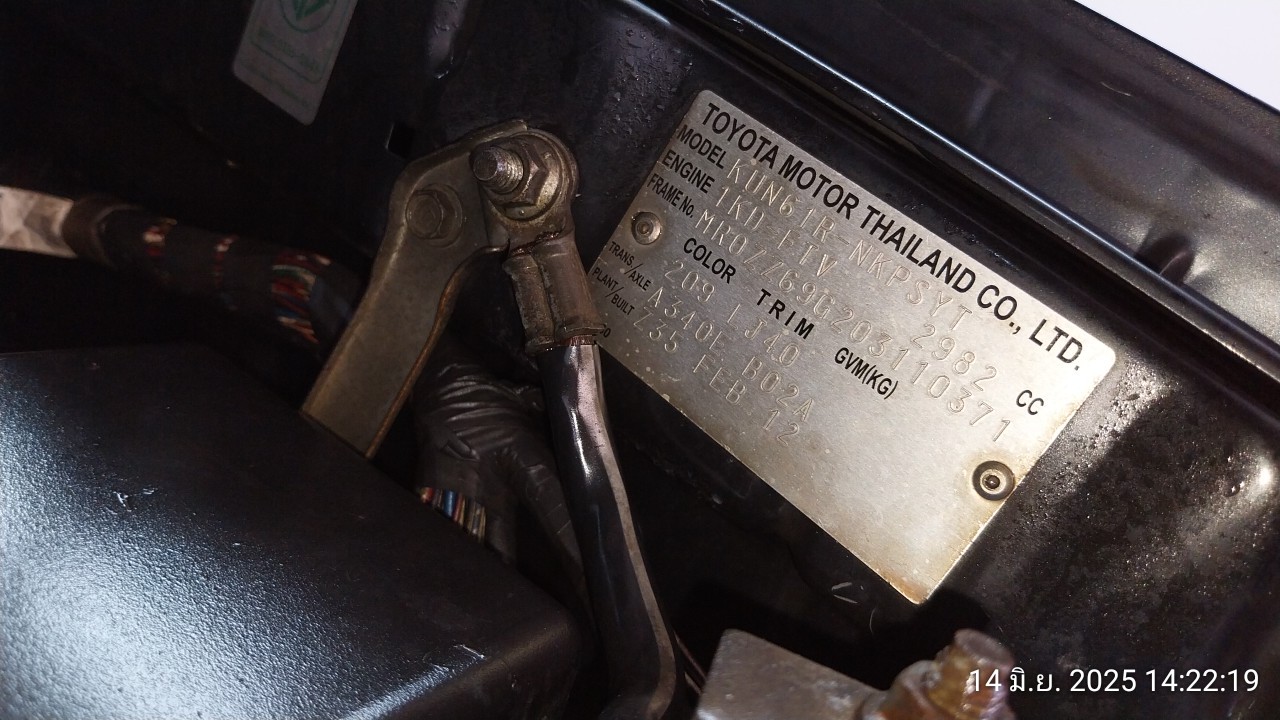 TOYOTA MOTOR THAILAND CO., LTD.
MODEL KUN61R-NKPSYT
ENGINE 1KD FTV 2982 CC
FRAME No. MR0ZZ69G203110371
COLOR TRIM GVM(KG)
209 IJ40
TRANS./AXLE A340E B02A
PLANT/BUILT Z35 FEB 12
14 มิ.ย. 2025 14:22:19